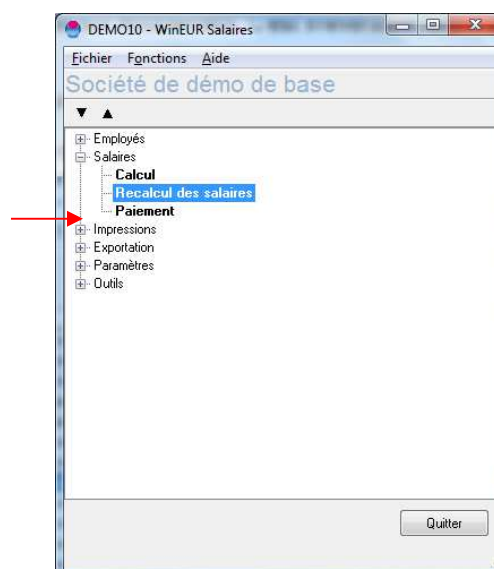 DEMO10 - WinEUR Salaires
Fichier Fonctions Aide
Société de démo de base
Employés
Salaires
Calcul
Recalcul des salaires
Paiement
Impressions
Exportation
Paramètres
Outils
Quitter